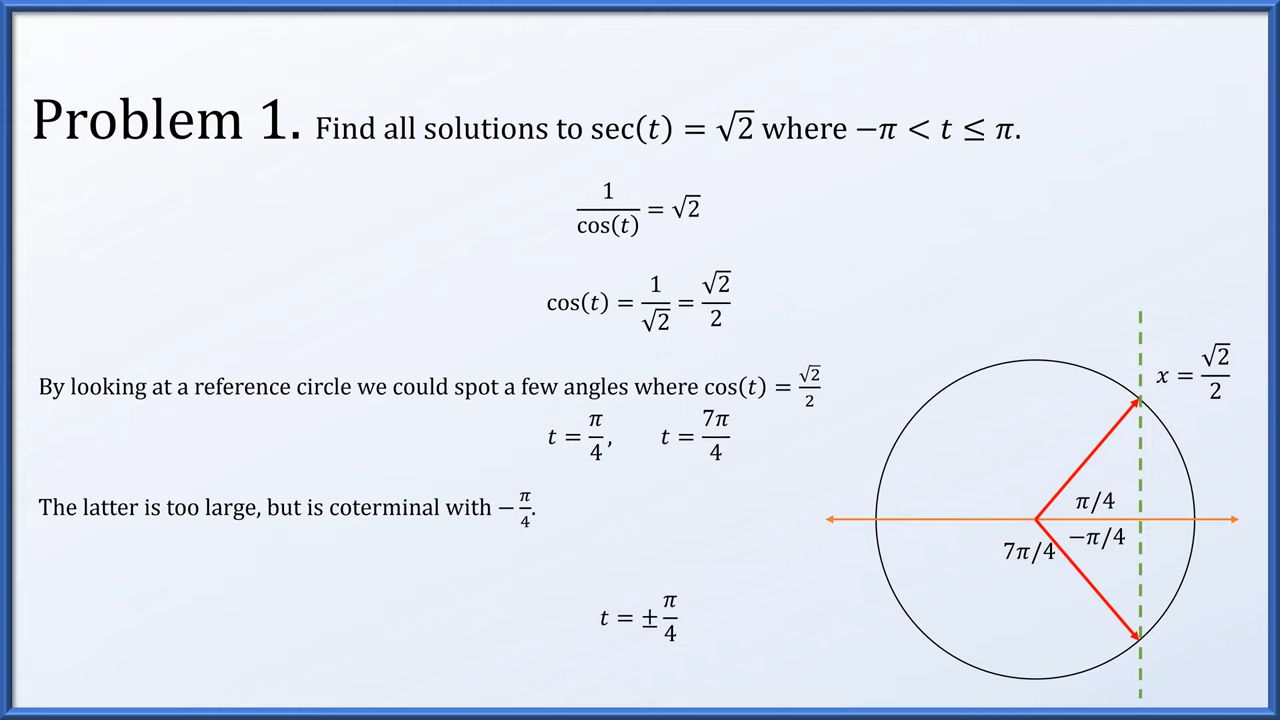 Problem 1. Find all solutions to sec(t) = √2 where −π < t ≤ π.
1/cos(t) = √2
cos(t) = 1/√2 = √2/2
By looking at a reference circle we could spot a few angles where cos(t) = √2/2
t = π/4, t = 7π/4
The latter is too large, but is coterminal with −π/4.
t = ±π/4
x = √2/2
π/4
−π/4
7π/4